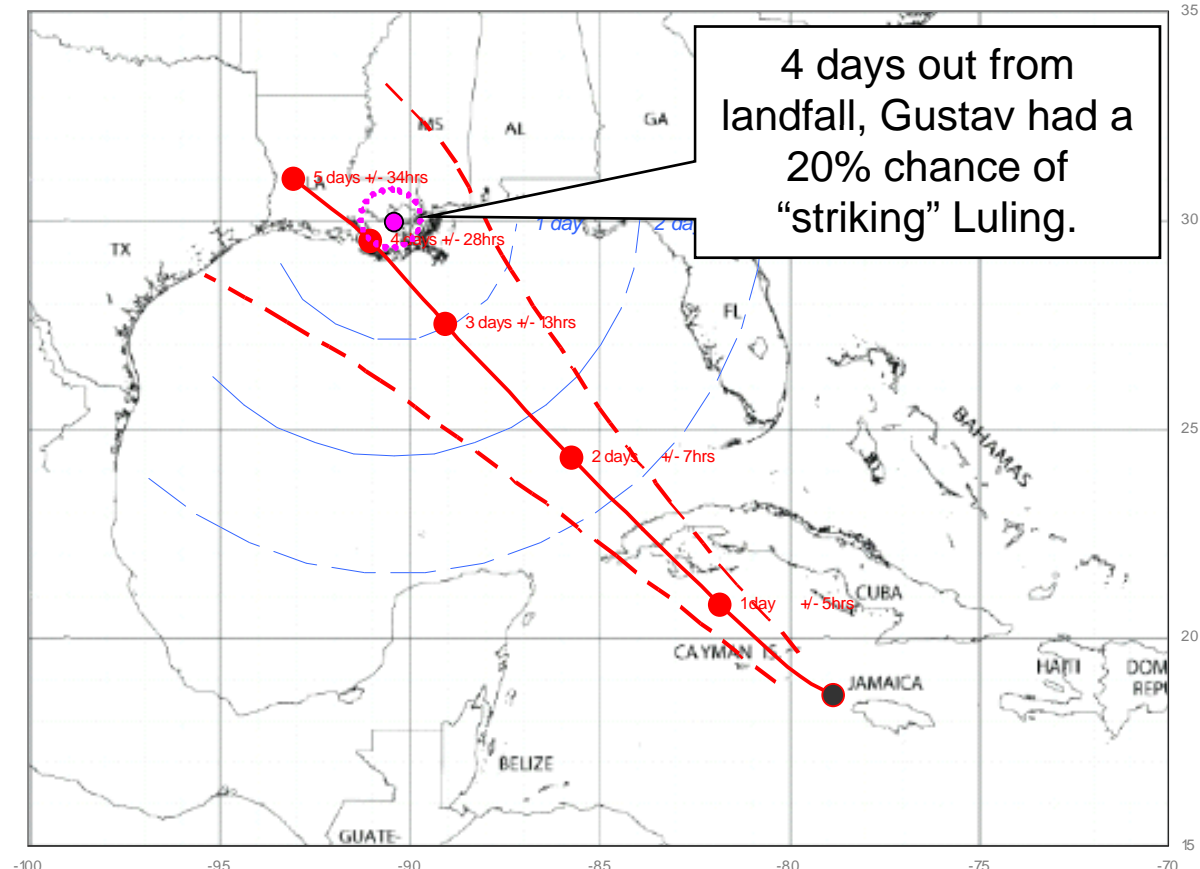 35
4 days out from
landfall, Gustav had a
20% chance of
“striking” Luling.
MS
AL
GA
5 days +/- 34hrs
LA
1 day
2 da
30
4 days +/- 28hrs
TX
FL
3 days +/- 13hrs
25
BAHAMAS
2 days +/- 7hrs
1day +/- 5hrs
CUBA
20
CAYMAN IS.
HAITI
DOM
REPU
JAMAICA
BELIZE
GUATE-
15
-100
-95
-90
-85
-80
-75
-70